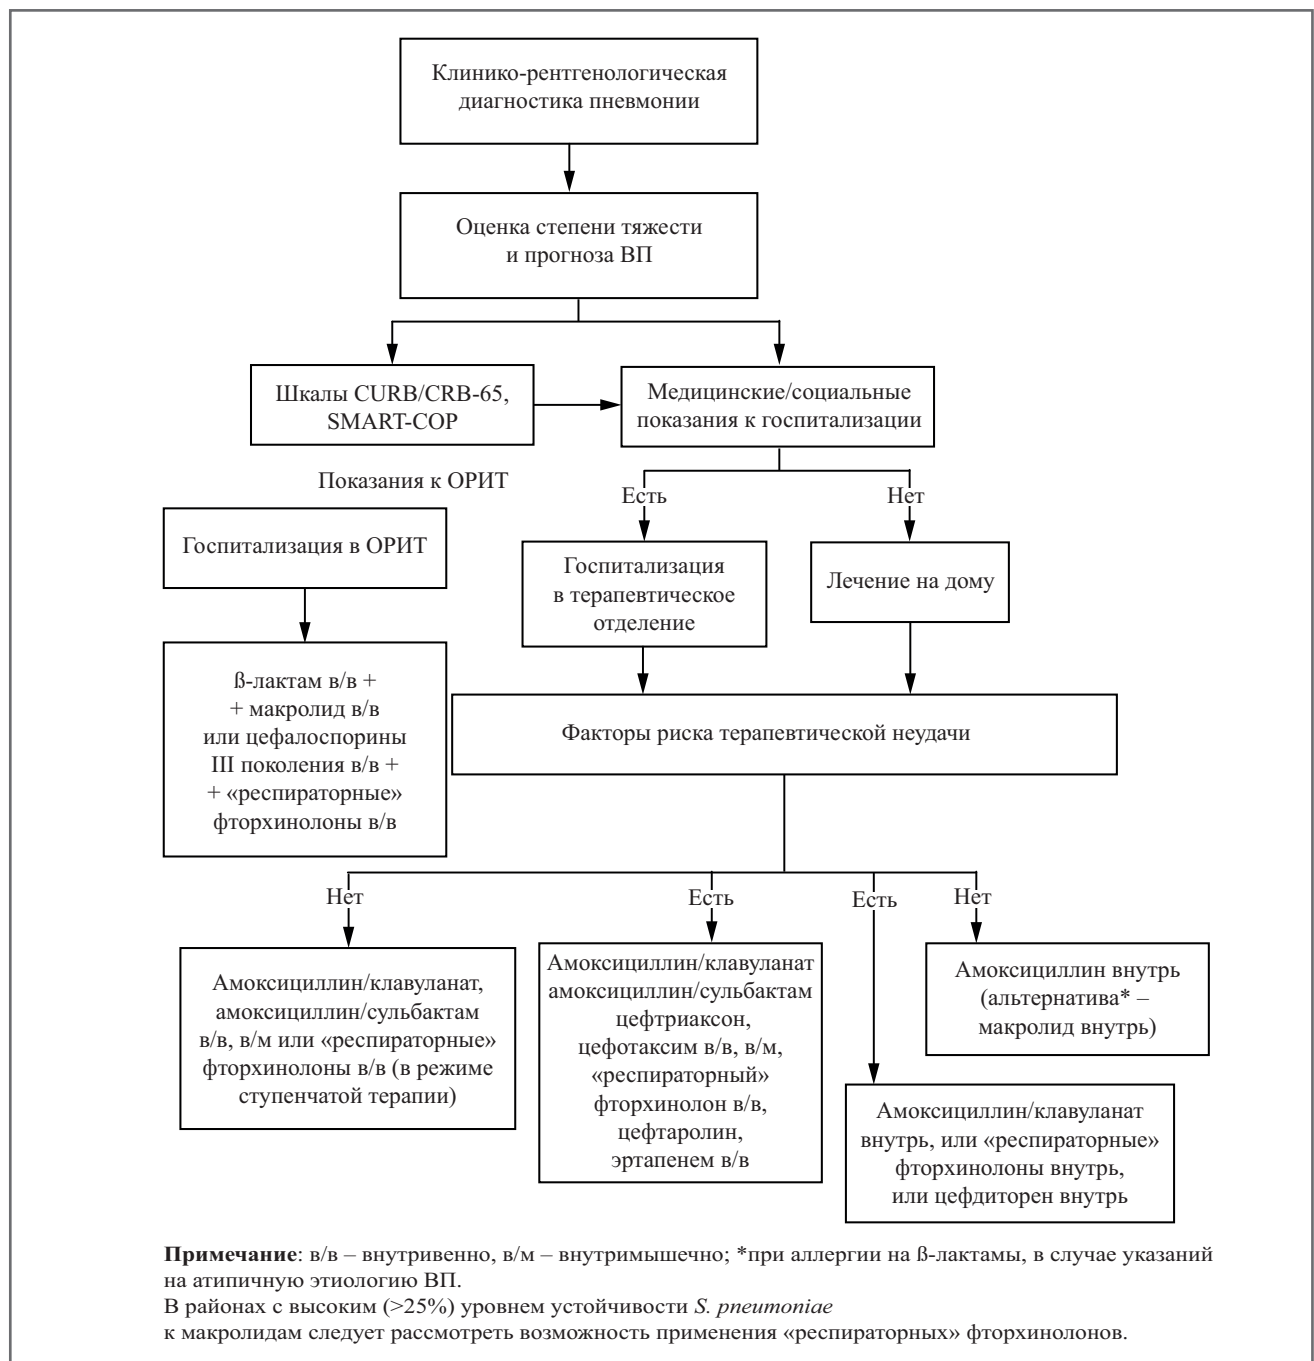 Клинико-рентгенологическая
диагностика пневмонии
Оценка степени тяжести
и прогноза ВП
Шкалы CURB/CRB-65,
SMART-COP
Медицинские/социальные
показания к госпитализации
Показания к ОРИТ
Есть
Нет
Госпитализация в ОРИТ
Госпитализация
в терапевтическое
отделение
Лечение на дому
ß-лактам в/в +
+ макролид в/в
или цефалоспорины
III поколения в/в +
+ «респираторные»
фторхинолоны в/в
Факторы риска терапевтической неудачи
Нет
Есть
Есть
Нет
Амоксициллин/клавуланат,
амоксициллин/сульбактам
в/в, в/м или «респираторные»
фторхинолоны в/в (в режиме
ступенчатой терапии)
Амоксициллин/клавуланат
амоксициллин/сульбактам
цефтриаксон,
цефотаксим в/в, в/м,
«респираторный»
фторхинолон в/в,
цефтаролин,
эртапенем в/в
Амоксициллин внутрь
(альтернатива* –
макролид внутрь)
Амоксициллин/клавуланат
внутрь, или «респираторные»
фторхинолоны внутрь,
или цефдиторен внутрь
Примечание: в/в – внутривенно, в/м – внутримышечно; *при аллергии на ß-лактамы, в случае указаний
на атипичную этиологию ВП.
В районах с высоким (>25%) уровнем устойчивости S. pneumoniae
к макролидам следует рассмотреть возможность применения «респираторных» фторхинолонов.